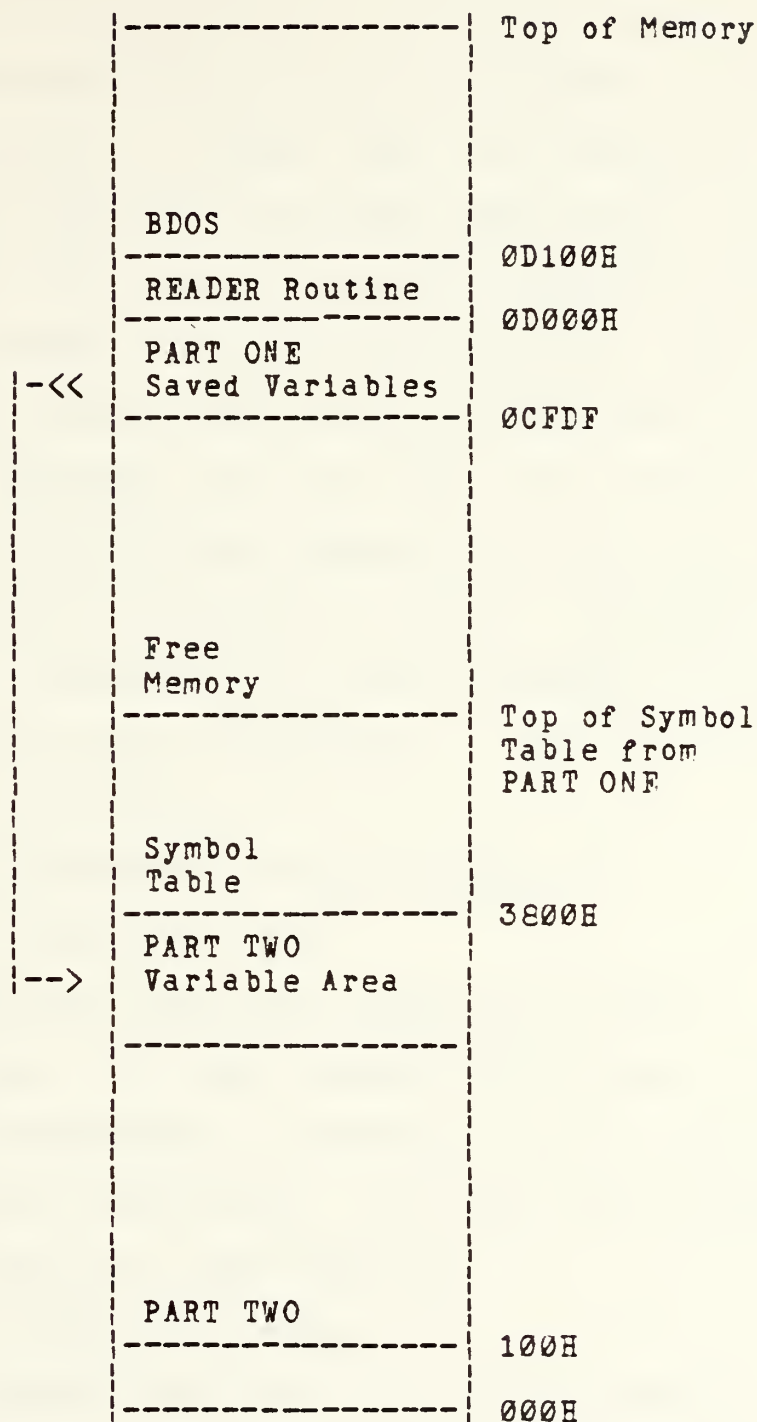 Top of Memory
BDOS
0D100H
READER Routine
0D000H
PART ONE
-<< Saved Variables
0CFDF
Free
Memory
Top of Symbol
Table from
PART ONE
Symbol
Table
3800H
PART TWO
--> Variable Area
PART TWO
100H
000H